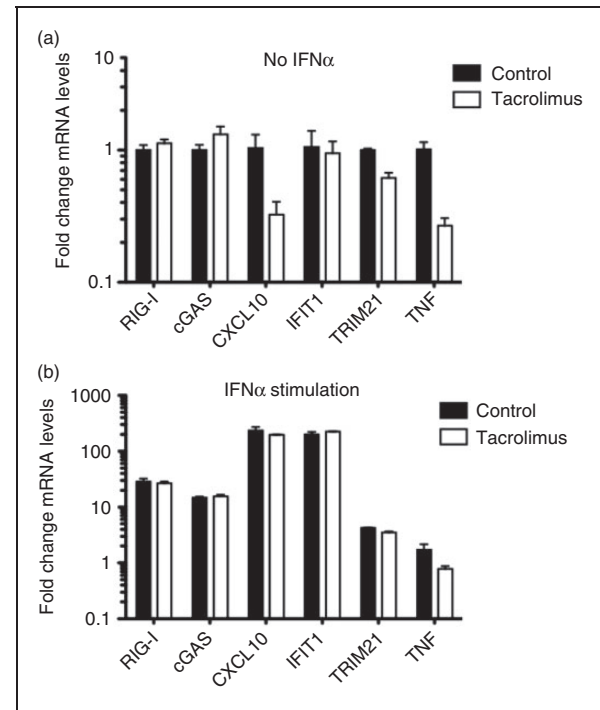 (a)
No IFNα
Control
Tacrolimus
Fold change mRNA levels
10
1
0.1
RIG-I
cGAS
CXCL10
IFIT1
TRIM21
TNF
(b)
IFNα stimulation
Control
Tacrolimus
Fold change mRNA levels
1000
100
10
1
0.1
RIG-I
cGAS
CXCL10
IFIT1
TRIM21
TNF